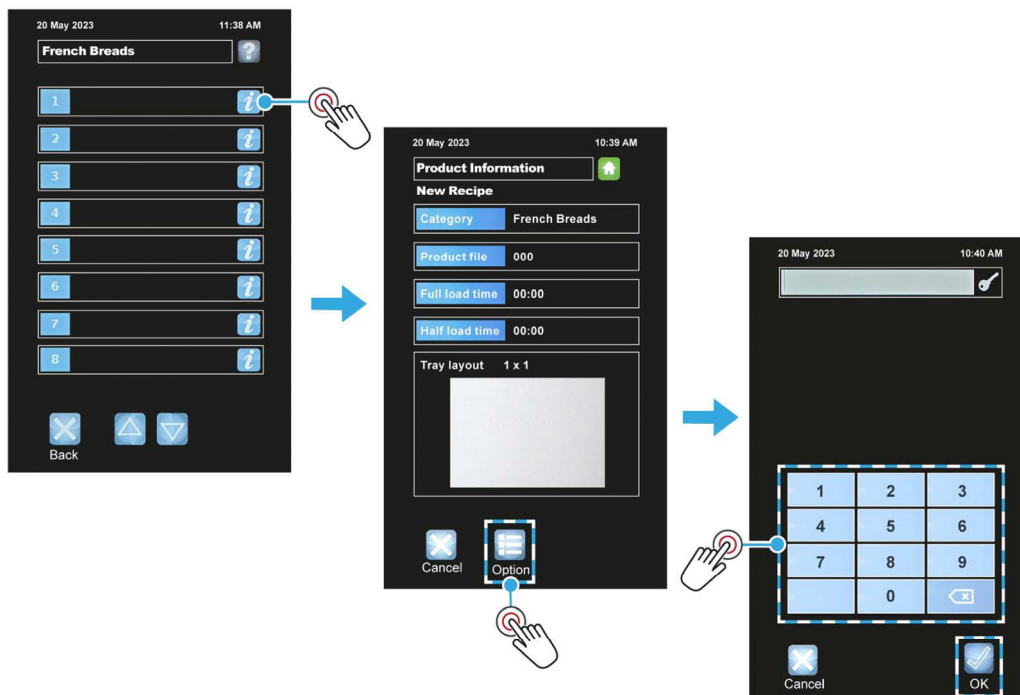 20 May 2023 11:38 AM
French Breads ?
1 i
2 i
3 i
4 i
5 i
6 i
7 i
8 i
Back
20 May 2023 10:39 AM
Product Information
New Recipe
Category French Breads
Product file 000
Full load time 00:00
Half load time 00:00
Tray layout 1 x 1
Cancel Option
20 May 2023 10:40 AM
1 2 3
4 5 6
7 8 9
0
Cancel OK